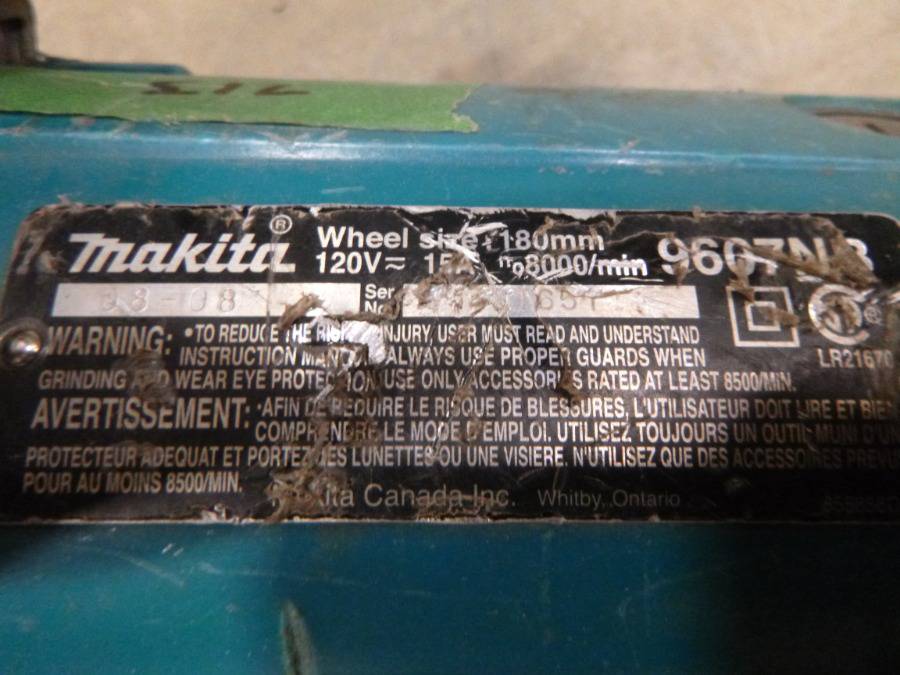 makita®
Wheel size: 180mm
120V 15A n₀8000/min
98-08
Ser No.
LR21670
WARNING: ·TO REDUCE THE RISK INJURY, USER MUST READ AND UNDERSTAND
INSTRUCTION MANUAL ALWAYS USE PROPER GUARDS WHEN
GRINDING AND WEAR EYE PROTECTION USE ONLY ACCESSORIES RATED AT LEAST 8500/MIN.
AVERTISSEMENT: ·AFIN DE REDUIRE LE RISQUE DE BLESSURES, L'UTILISATEUR DOIT LIRE ET BIEN
COMPRENDRE LE MODE D'EMPLOI. UTILISEZ TOUJOURS UN OUTIL MUNI D'UN
PROTECTEUR ADEQUAT ET PORTEZ DES LUNETTES OU UNE VISIERE. N'UTILISEZ QUE DES ACCESSOIRES PREVUS
POUR AU MOINS 8500/MIN.
Canada Inc. Whitby, Ontario